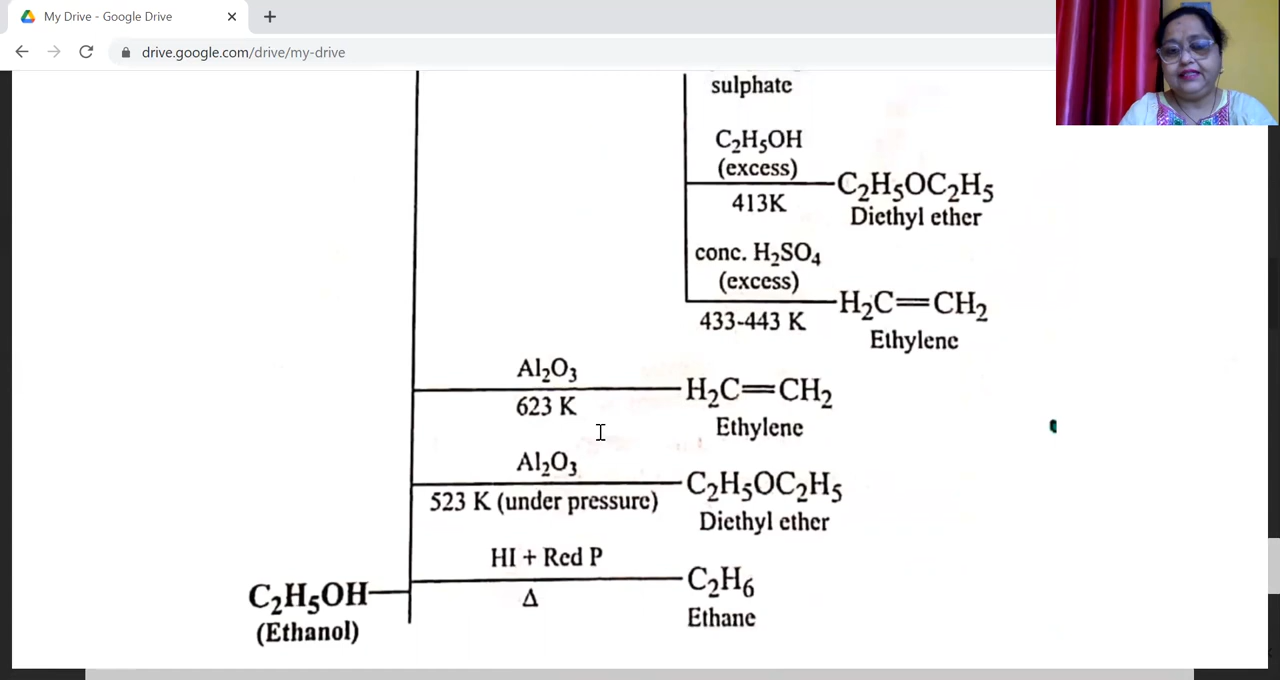 My Drive - Google Drive
drive.google.com/drive/my-drive
sulphate
C₂H₅OH
(excess)
C₂H₅OC₂H₅
413K
Diethyl ether
conc. H₂SO₄
(excess)
H₂C=CH₂
433-443 K
Ethylene
Al₂O₃
H₂C=CH₂
623 K
Ethylene
Al₂O₃
C₂H₅OC₂H₅
523 K (under pressure)
Diethyl ether
HI + Red P
C₂H₆
Δ
Ethane
C₂H₅OH
(Ethanol)